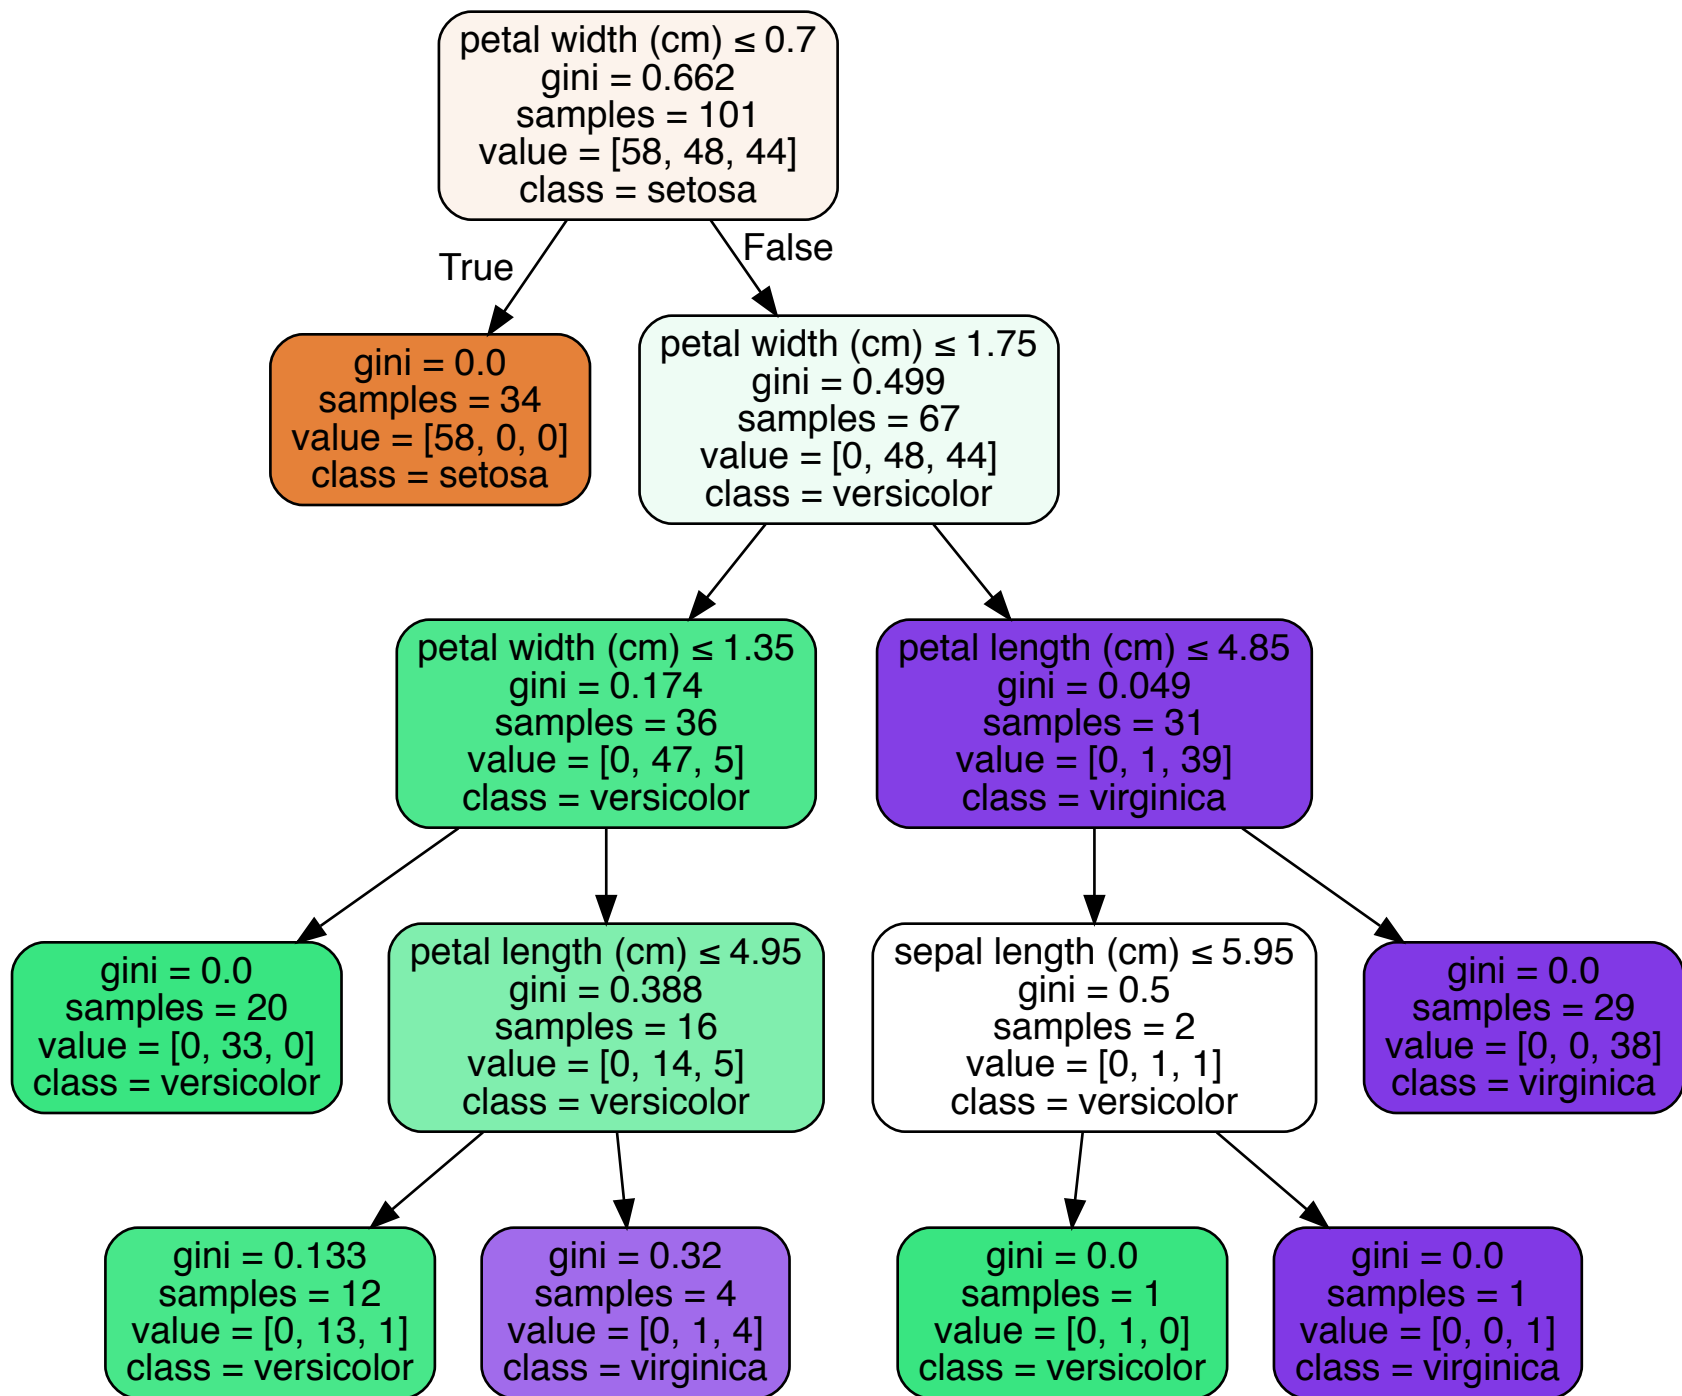 petal width (cm) ≤ 0.7
gini = 0.662
samples = 101
value = [58, 48, 44]
class = setosa
True
False
gini = 0.0
samples = 34
value = [58, 0, 0]
class = setosa
petal width (cm) ≤ 1.75
gini = 0.499
samples = 67
value = [0, 48, 44]
class = versicolor
petal width (cm) ≤ 1.35
gini = 0.174
samples = 36
value = [0, 47, 5]
class = versicolor
petal length (cm) ≤ 4.85
gini = 0.049
samples = 31
value = [0, 1, 39]
class = virginica
gini = 0.0
samples = 20
value = [0, 33, 0]
class = versicolor
petal length (cm) ≤ 4.95
gini = 0.388
samples = 16
value = [0, 14, 5]
class = versicolor
sepal length (cm) ≤ 5.95
gini = 0.5
samples = 2
value = [0, 1, 1]
class = versicolor
gini = 0.0
samples = 29
value = [0, 0, 38]
class = virginica
gini = 0.133
samples = 12
value = [0, 13, 1]
class = versicolor
gini = 0.32
samples = 4
value = [0, 1, 4]
class = virginica
gini = 0.0
samples = 1
value = [0, 1, 0]
class = versicolor
gini = 0.0
samples = 1
value = [0, 0, 1]
class = virginica